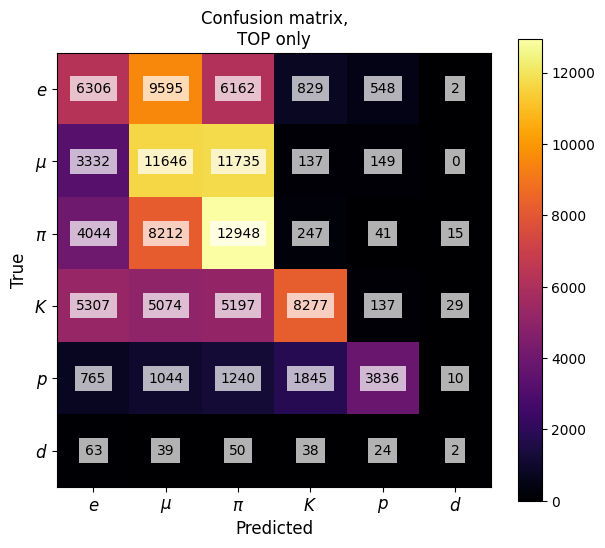 Confusion matrix,
TOP only
True
e 6306 9595 6162 829 548 2
μ 3332 11646 11735 137 149 0
π 4044 8212 12948 247 41 15
K 5307 5074 5197 8277 137 29
p 765 1044 1240 1845 3836 10
d 63 39 50 38 24 2
e μ π K p d
Predicted
12000
10000
8000
6000
4000
2000
0